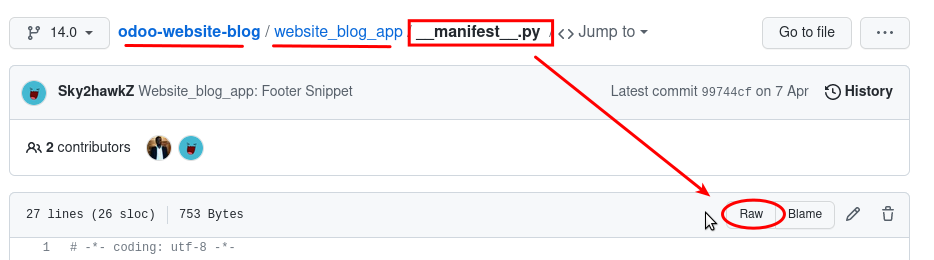 14.0 odoo-website-blog / website_blog_app / __manifest__.py / <> Jump to Go to file ...
Sky2hawkZ Website_blog_app: Footer Snippet Latest commit 99744cf on 7 Apr History
2 contributors
27 lines (26 sloc) 753 Bytes Raw Blame
1 # -*- coding: utf-8 -*-